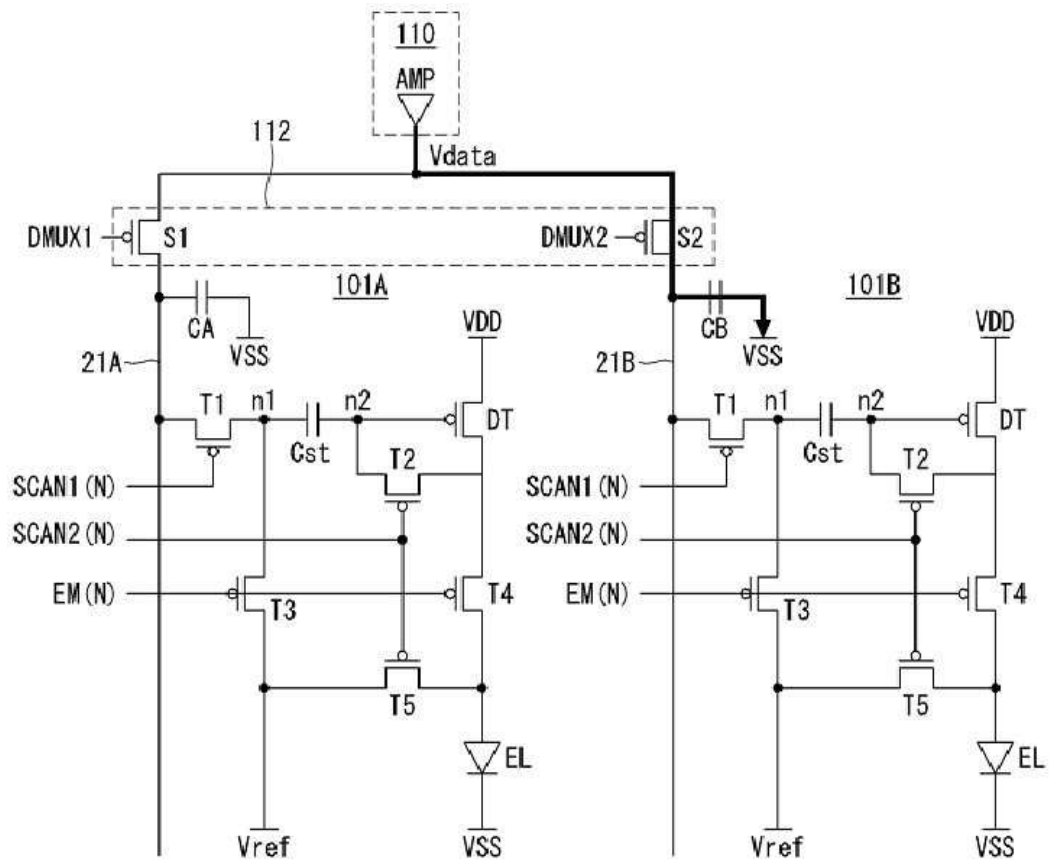 110
AMP
112
Vdata
DMUX1 S1 DMUX2 S2
101A 101B
CA VSS CB VSS
VDD VDD
21A 21B
T1 n1 n2 DT T1 n1 n2 DT
Cst T2 Cst T2
SCAN1(N) SCAN1(N)
SCAN2(N) SCAN2(N)
EM(N) T3 T4 EM(N) T3 T4
T5 T5
EL EL
Vref VSS Vref VSS